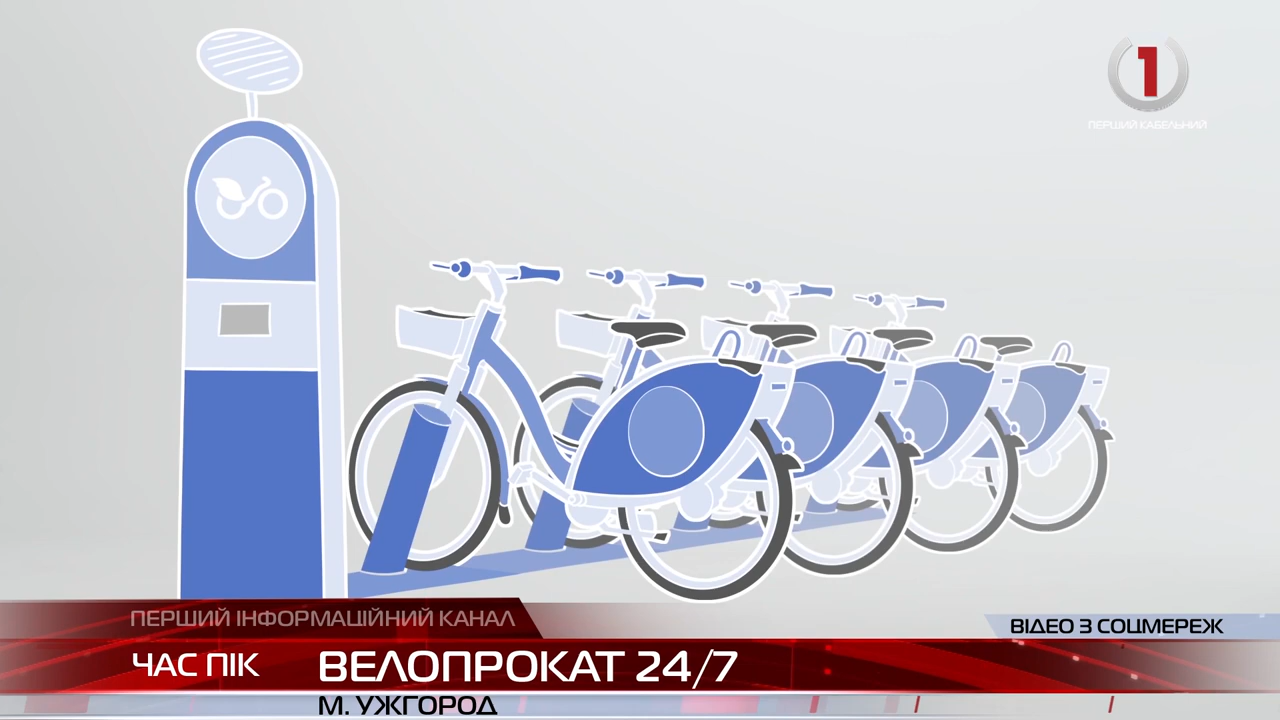 1
ПЕРШИЙ КАБЕЛЬНИЙ
ПЕРШИЙ ІНФОРМАЦІЙНИЙ КАНАЛ
ВІДЕО З СОЦМЕРЕЖ
ЧАС ПІК ВЕЛОПРОКАТ 24/7
М. УЖГОРОД